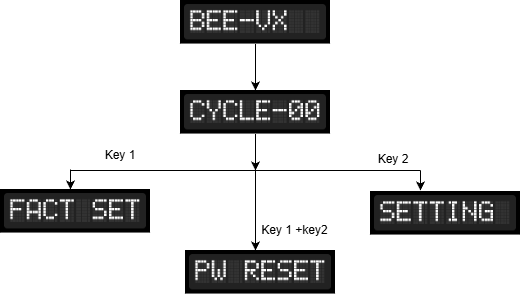 BEE-VX
CYCLE-00
Key 1
Key 2
FACT SET
SETTING
Key 1 +key2
PW RESET